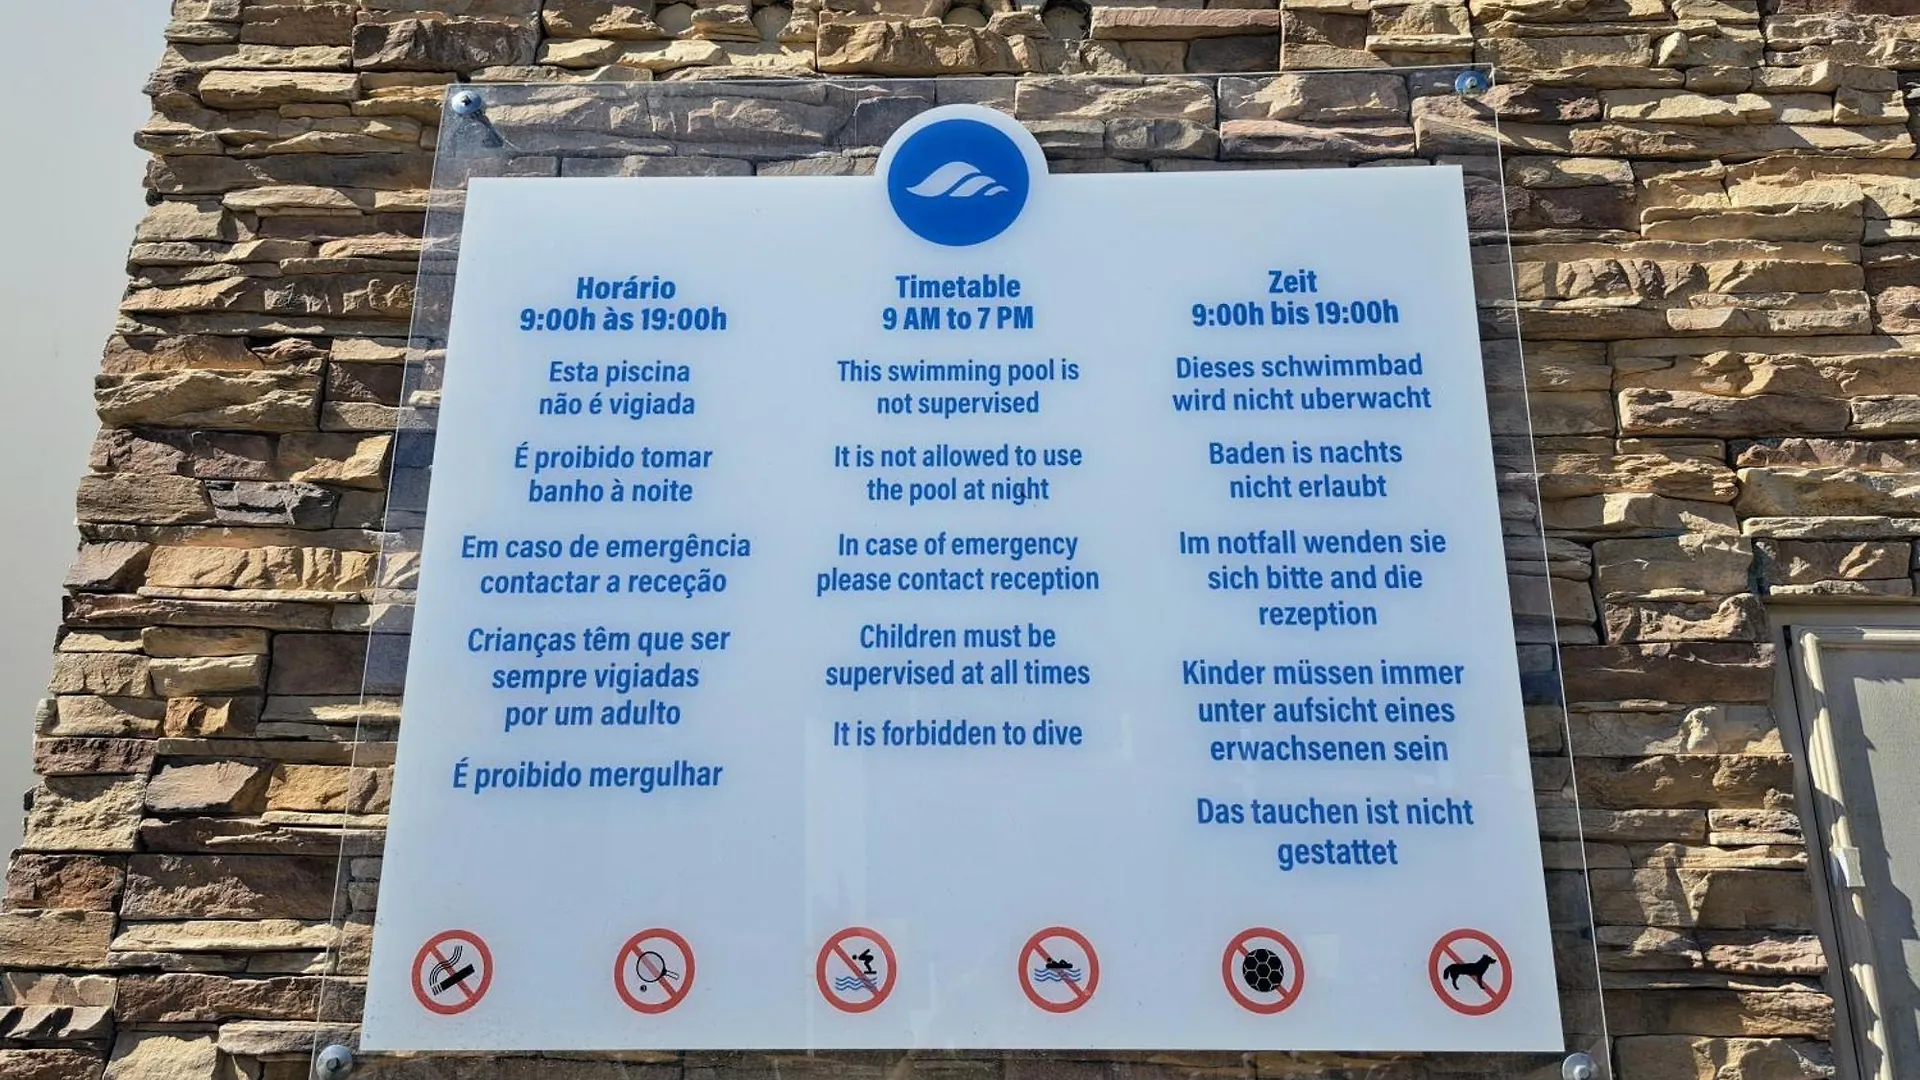 Horário
9:00h às 19:00h
Esta piscina
não é vigiada
É proibido tomar
banho à noite
Em caso de emergência
contactar a receção
Crianças têm que ser
sempre vigiadas
por um adulto
É proibido mergulhar
Timetable
9 AM to 7 PM
This swimming pool is
not supervised
It is not allowed to use
the pool at night
In case of emergency
please contact reception
Children must be
supervised at all times
It is forbidden to dive
Zeit
9:00h bis 19:00h
Dieses schwimmbad
wird nicht uberwacht
Baden is nachts
nicht erlaubt
Im notfall wenden sie
sich bitte and die
rezeption
Kinder müssen immer
unter aufsicht eines
erwachsenen sein
Das tauchen ist nicht
gestattet